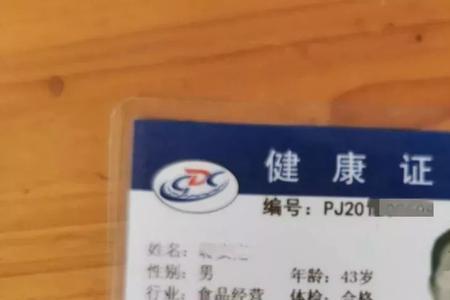 健康证
编号：PJ201
姓名：
性别：男 年龄：43岁
行业：食品经营 体检：合格